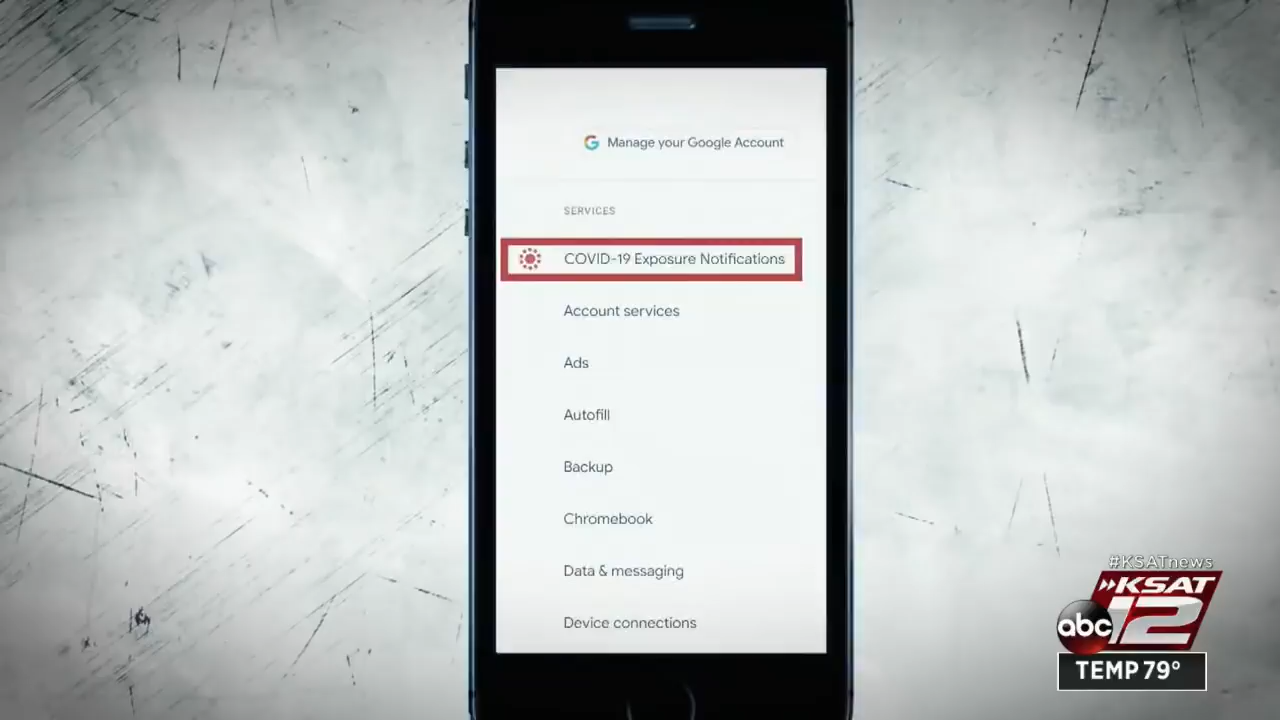 Manage your Google Account
SERVICES
COVID-19 Exposure Notifications
Account services
Ads
Autofill
Backup
Chromebook
Data & messaging
Device connections
#KSATnews
KSAT
abc 12
TEMP 79°